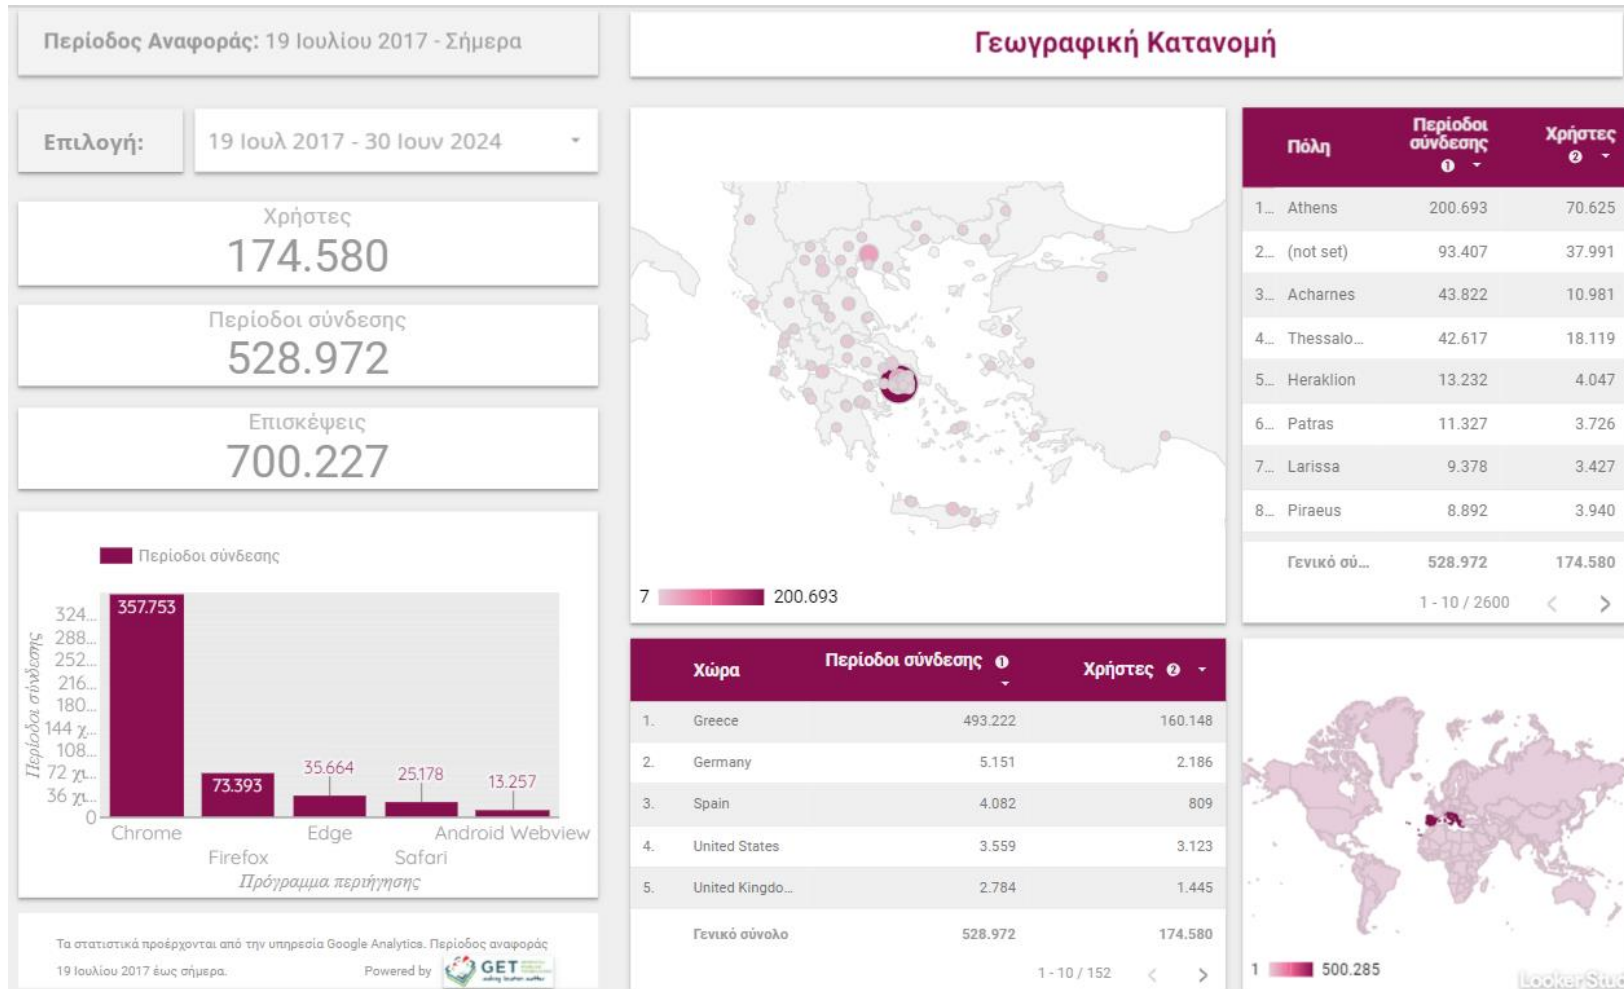 Περίοδος Αναφοράς: 19 Ιουλίου 2017 - Σήμερα
Επιλογή:
19 Ιουλ 2017 - 30 Ιουν 2024
Χρήστες
174.580
Περίοδοι σύνδεσης
528.972
Επισκέψεις
700.227
Περίοδοι σύνδεσης
Περίοδοι σύνδεσης
324...
288...
252...
216...
180...
144 χ...
108...
72 χι...
36 χι...
0
357.753
73.393
35.664
25.178
13.257
Chrome
Firefox
Edge
Safari
Android Webview
Πρόγραμμα περιήγησης
Τα στατιστικά προέρχονται από την υπηρεσία Google Analytics. Περίοδος αναφοράς
19 Ιουλίου 2017 έως σήμερα.
Powered by
GET
Γεωγραφική Κατανομή
7
200.693
Πόλη Περίοδοι σύνδεσης 1 Χρήστες 2
1... Athens 200.693 70.625
2... (not set) 93.407 37.991
3... Acharnes 43.822 10.981
4... Thessalo... 42.617 18.119
5... Heraklion 13.232 4.047
6... Patras 11.327 3.726
7... Larissa 9.378 3.427
8... Piraeus 8.892 3.940
Γενικό σύ... 528.972 174.580
1 - 10 / 2600
Χώρα Περίοδοι σύνδεσης 1 Χρήστες 2
1. Greece 493.222 160.148
2. Germany 5.151 2.186
3. Spain 4.082 809
4. United States 3.559 3.123
5. United Kingdo... 2.784 1.445
Γενικό σύνολο 528.972 174.580
1 - 10 / 152
1
500.285